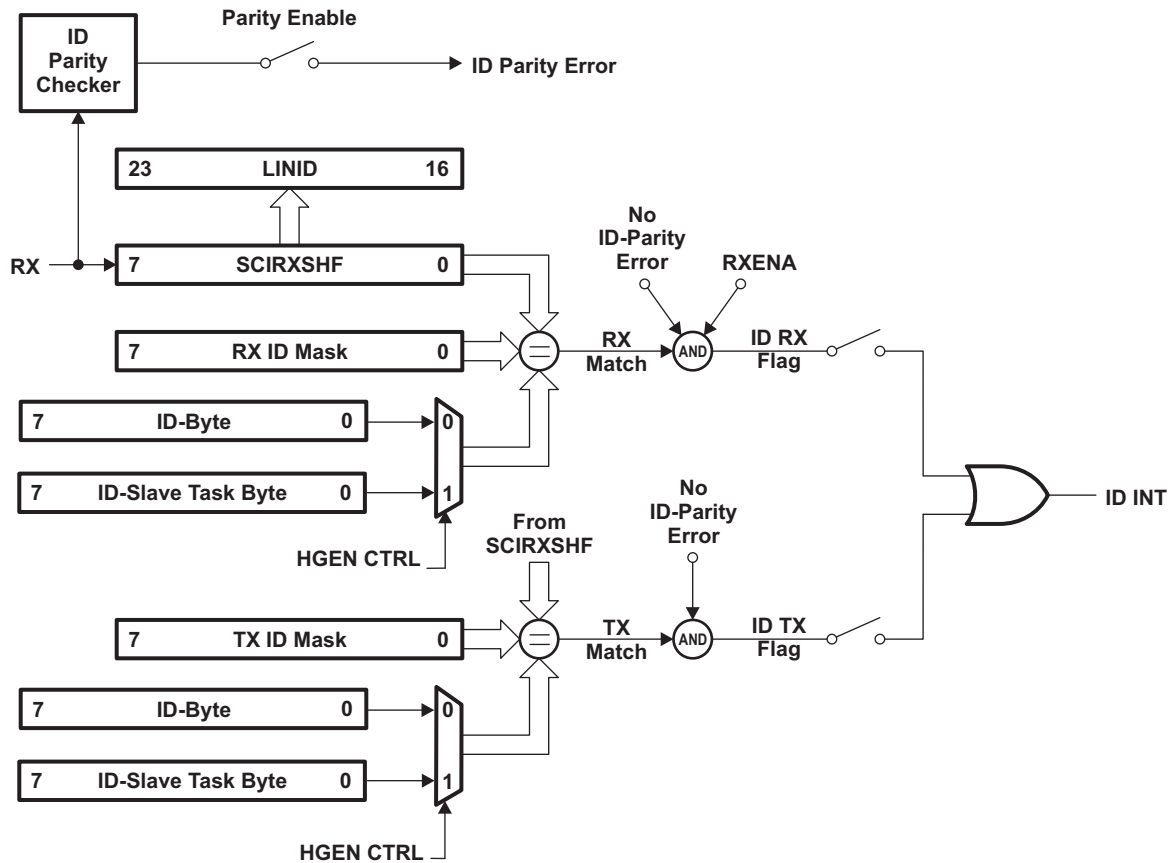 Parity Enable
ID
Parity
Checker
ID Parity Error
23 LINID 16
RX
7 SCIRXSHF 0
No
ID-Parity
Error
RXENA
7 RX ID Mask 0
=
RX
Match
AND
ID RX
Flag
7 ID-Byte 0
0
7 ID-Slave Task Byte 0
1
HGEN CTRL
ID INT
From
SCIRXSHF
No
ID-Parity
Error
7 TX ID Mask 0
=
TX
Match
AND
ID TX
Flag
7 ID-Byte 0
0
7 ID-Slave Task Byte 0
1
HGEN CTRL